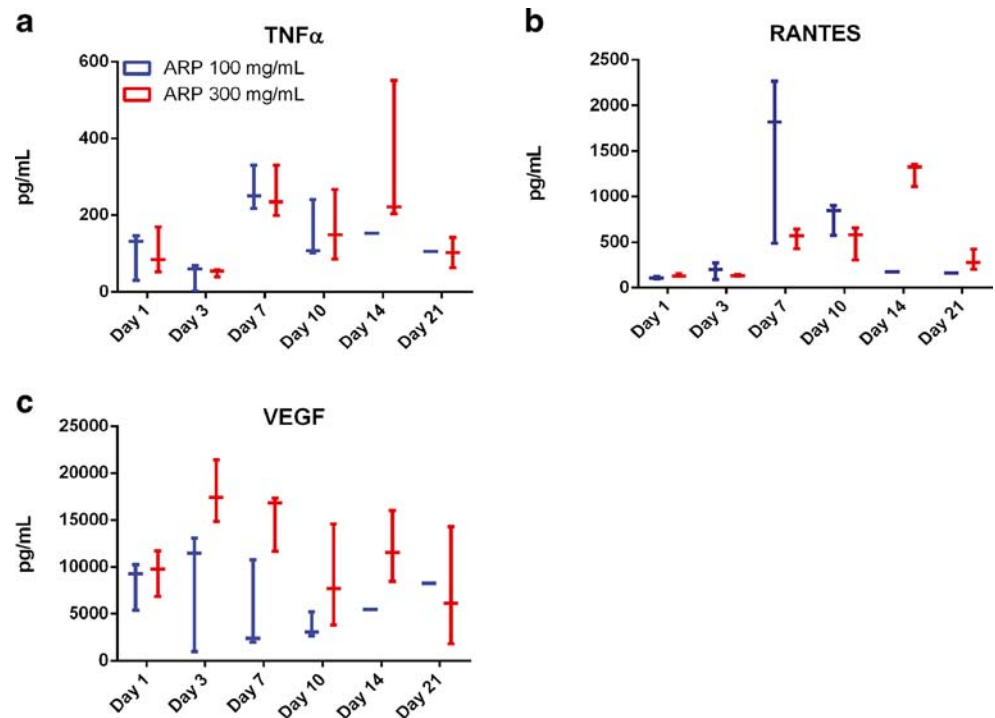 a
TNFα
600
400
200
0
pg/mL
ARP 100 mg/mL
ARP 300 mg/mL
Day 1
Day 3
Day 7
Day 10
Day 14
Day 21
b
RANTES
2500
2000
1500
1000
500
0
pg/mL
Day 1
Day 3
Day 7
Day 10
Day 14
Day 21
c
VEGF
25000
20000
15000
10000
5000
0
pg/mL
Day 1
Day 3
Day 7
Day 10
Day 14
Day 21